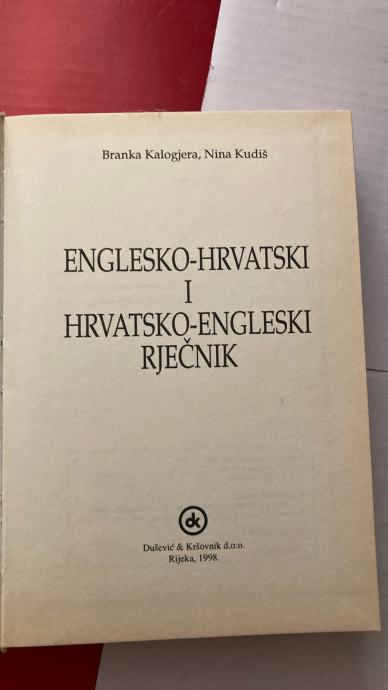 Branka Kalogjera, Nina Kudiš
ENGLESKO-HRVATSKI
I
HRVATSKO-ENGLESKI
RJEČNIK
dk
Dušević & Kršovnik d.o.o.
Rijeka, 1998.